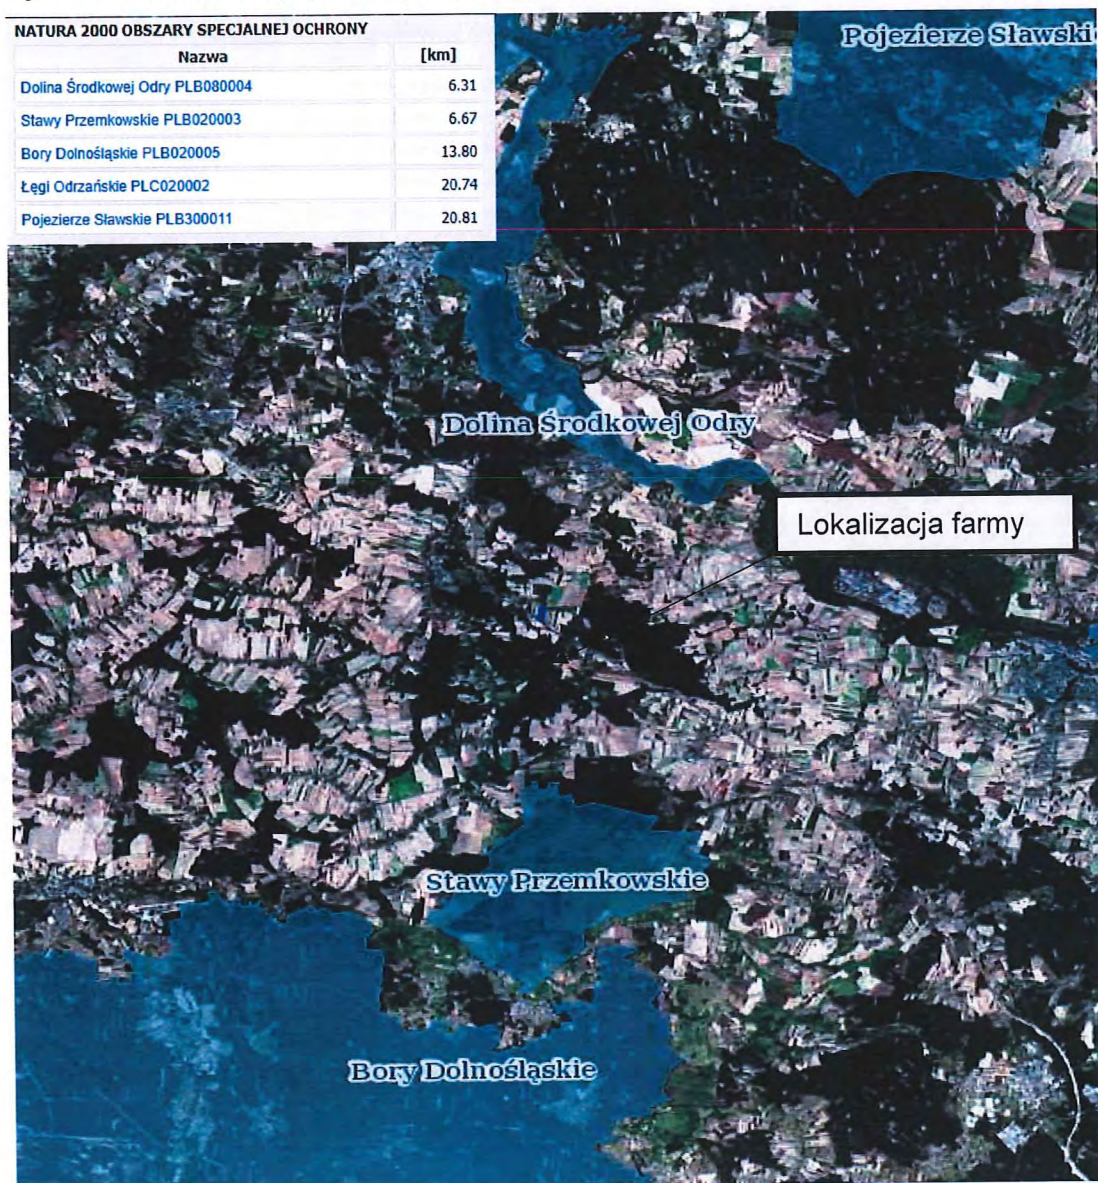 NATURA 2000 OBSZARY SPECJALNEJ OCHRONY
Nazwa [km]
Dolina Środkowej Odry PLB080004 6.31
Stawy Przemkowskie PLB020003 6.67
Bory Dolnośląskie PLB020005 13.80
Łęgi Odrzańskie PLC020002 20.74
Pojezierze Sławskie PLB300011 20.81
Pojezierze Sławski
Dolina Środkowej Odry
Lokalizacja farmy
Stawy Przemkowskie
Bory Dolnośląskie